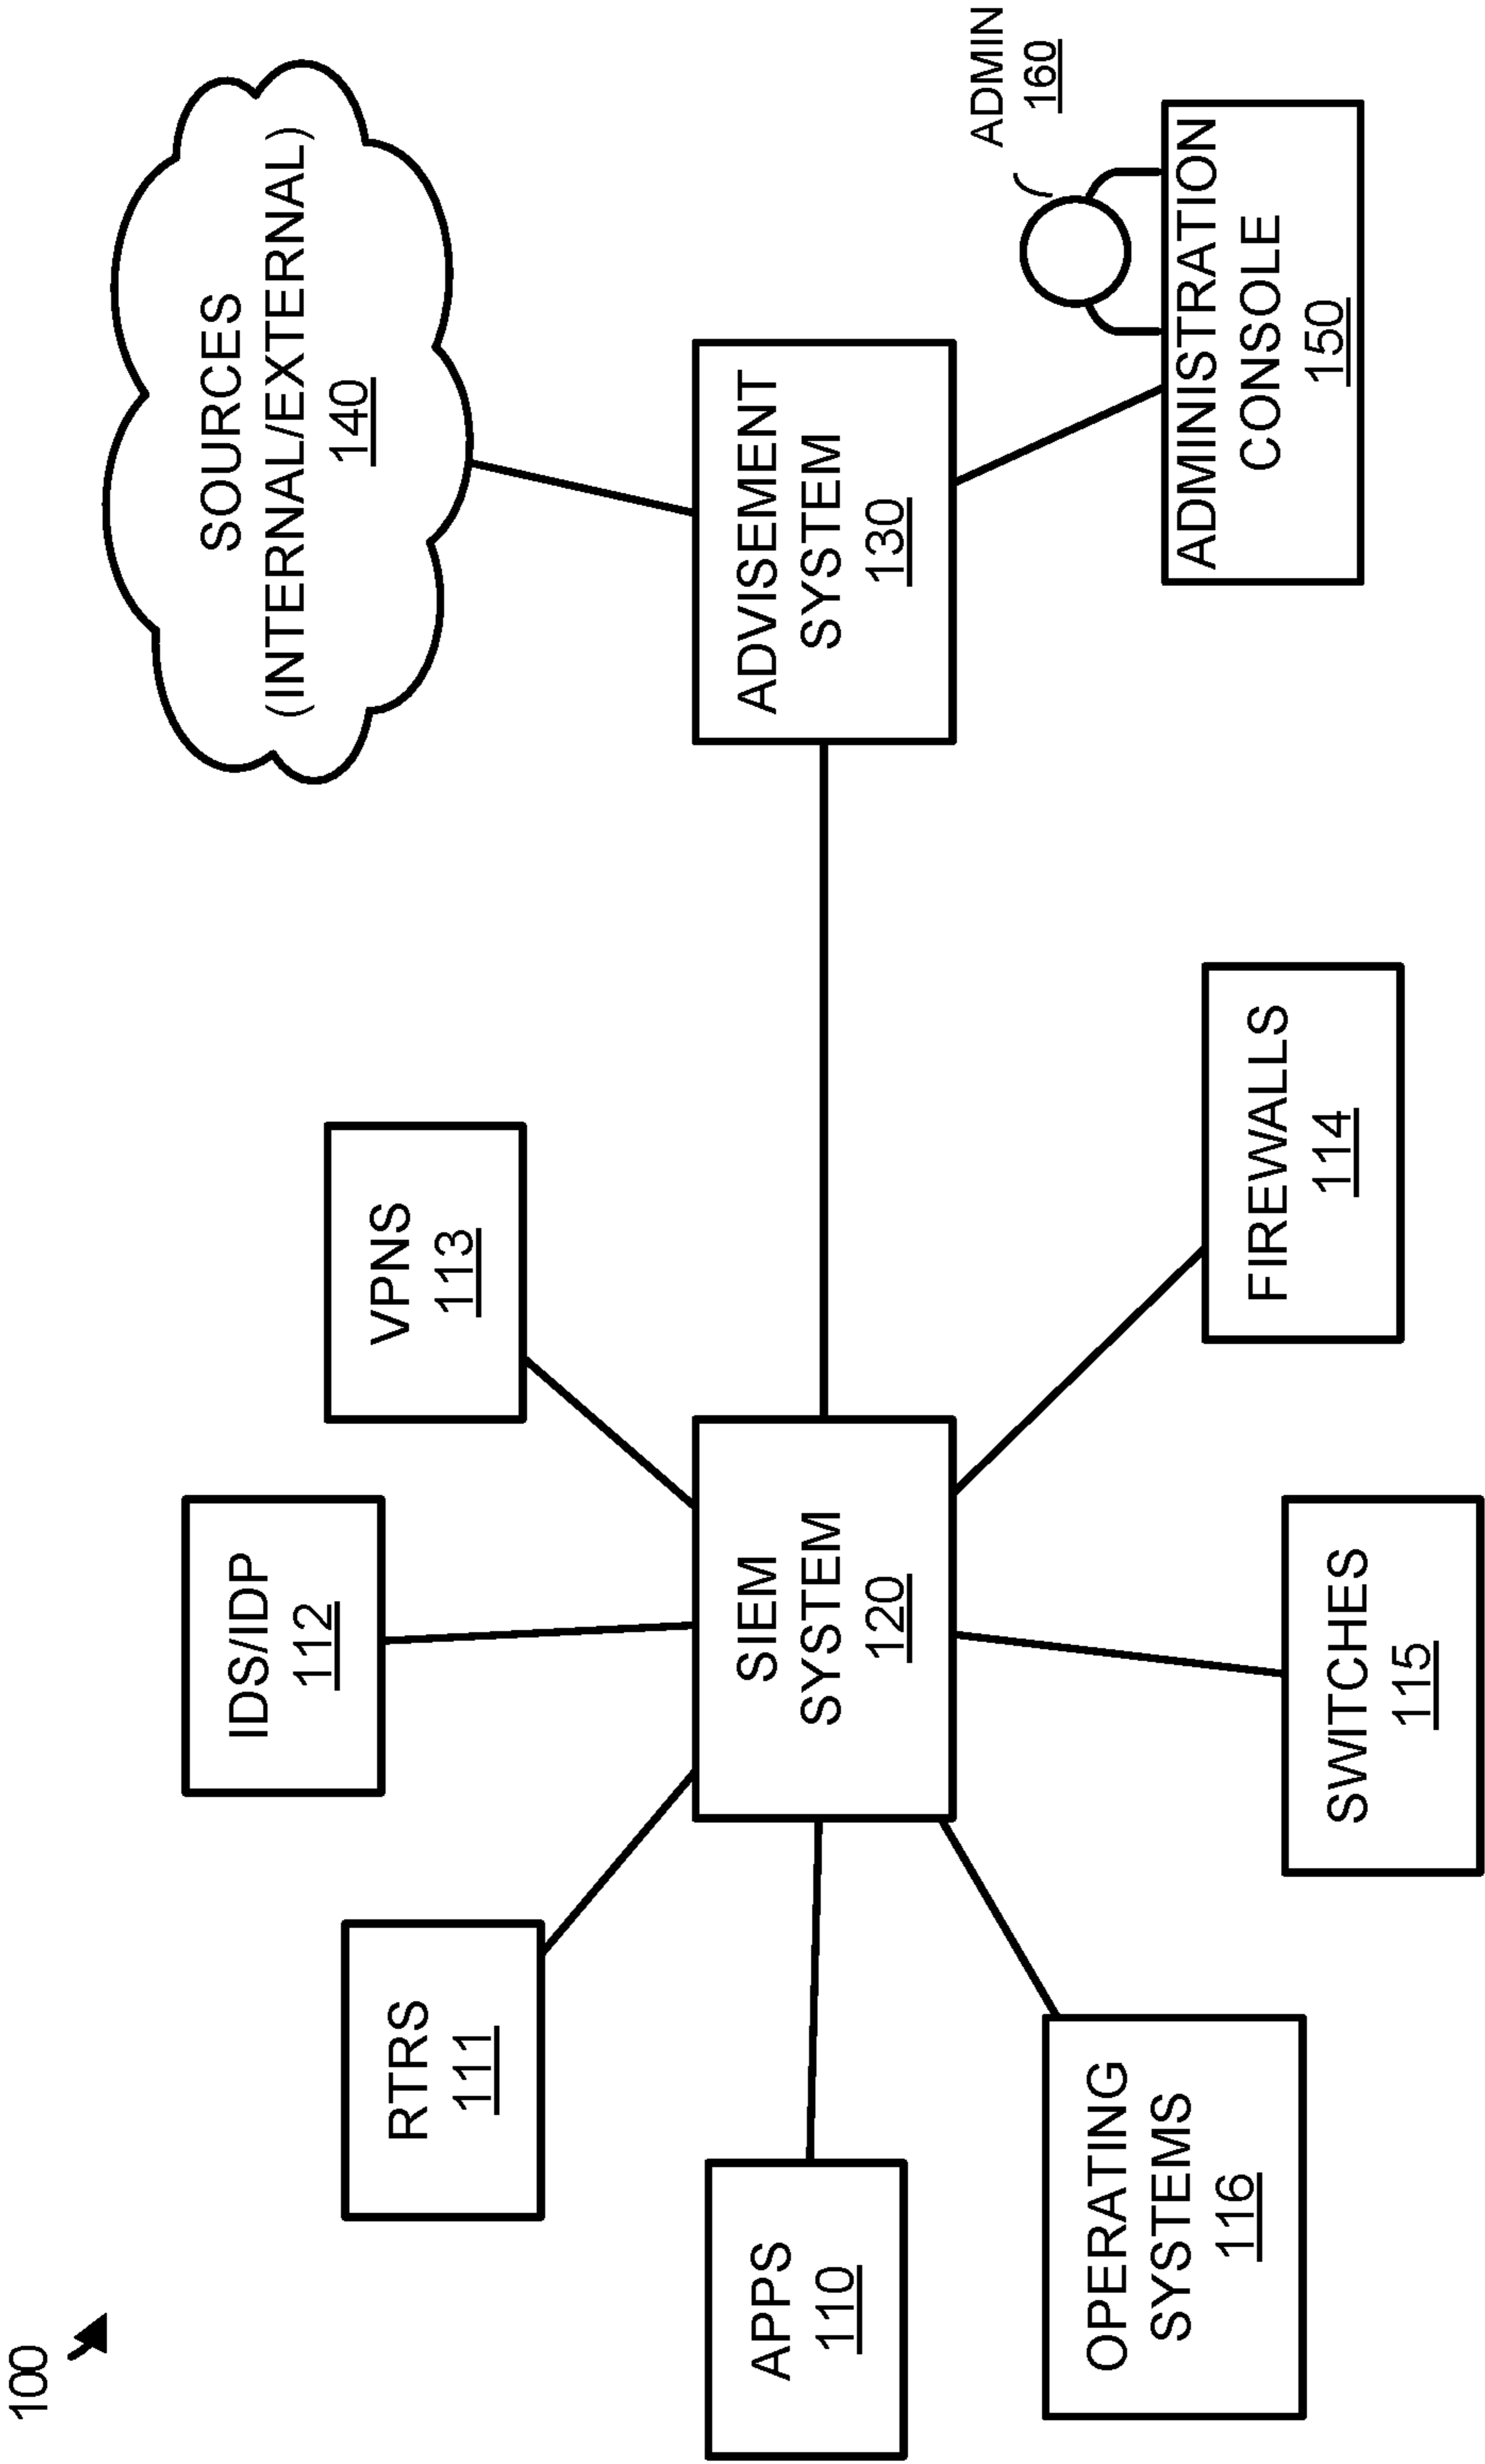 100
RTRS
111
IDS/IDP
112
VPNS
113
SOURCES
(INTERNAL/EXTERNAL)
140
APPS
110
SIEM
SYSTEM
120
ADVISEMENT
SYSTEM
130
ADMIN
160
OPERATING
SYSTEMS
116
SWITCHES
115
FIREWALLS
114
ADMINISTRATION
CONSOLE
150